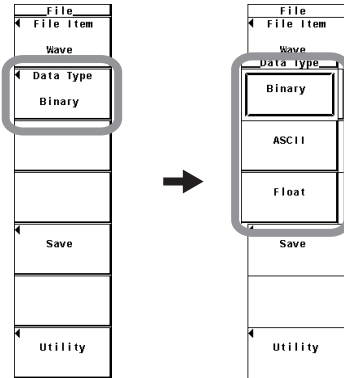 File
File Item
Wave
Data Type
Binary
Save
Utility
File
File Item
Wave
Data Type
Binary
ASCII
Float
Save
Utility